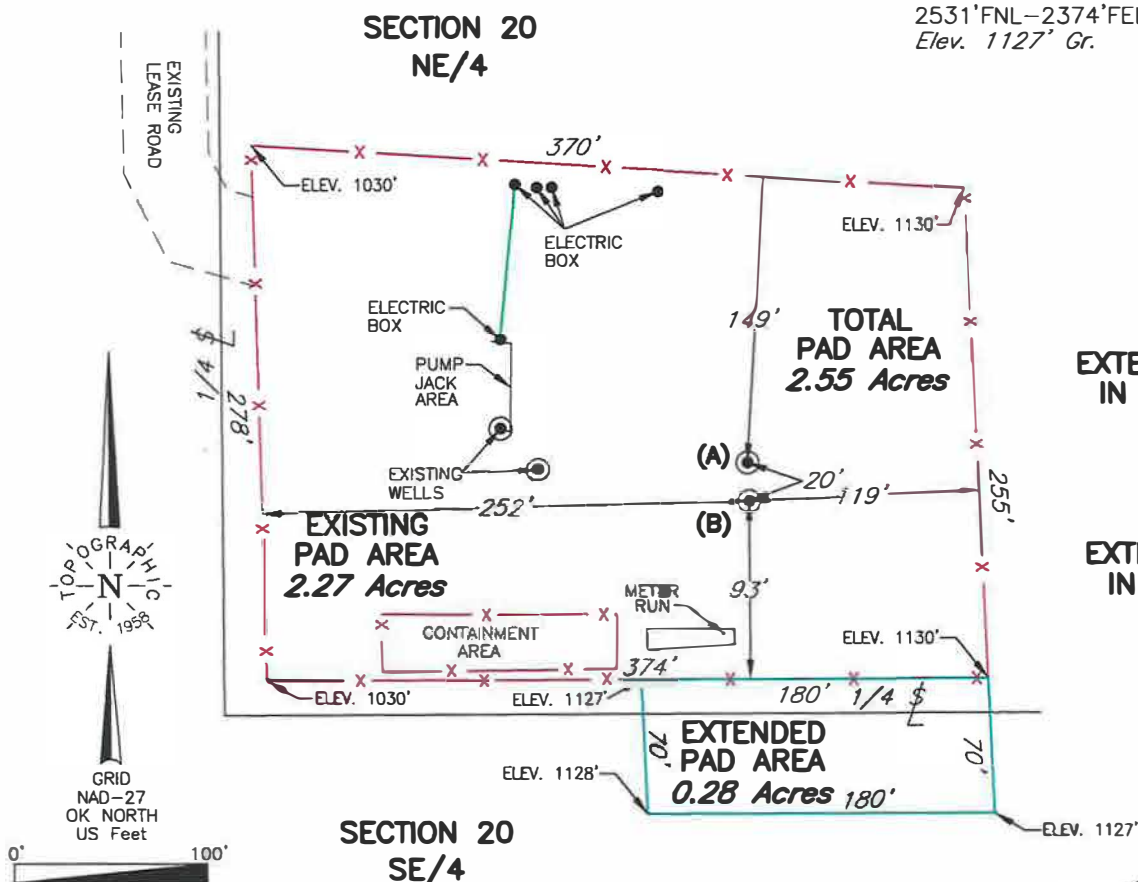 2531'FNL-2374'FEL
Elev. 1127' Gr.
SECTION 20
NE/4
EXISTING
LEASE ROAD
370'
ELEV. 1030'
ELEV. 1130'
ELECTRIC
BOX
ELECTRIC
BOX
149'
TOTAL
PAD AREA
2.55 Acres
PUMP
JACK
AREA
1/4
278'
(A)
20'
EXISTING
WELLS
252'
119'
255'
(B)
EXISTING
PAD AREA
2.27 Acres
93'
METER
RUN
CONTAINMENT
AREA
ELEV. 1130'
374'
ELEV. 1030'
ELEV. 1127'
180'
1/4
70'
EXTENDED
PAD AREA
0.28 Acres
70'
180'
ELEV. 1128'
ELEV. 1127'
IN
IN
TOPOGRAPHIC
N
EST. 1958
GRID
NAD-27
OK NORTH
US Feet
0'
100'
SECTION 20
SE/4